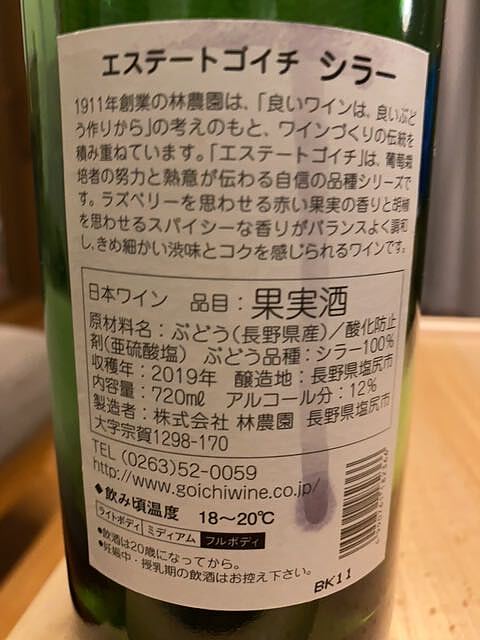 エステートゴイチ シラー
1911年創業の林農園は、「良いワインは、良いぶど
う作りから」の考えのもと、ワインづくりの伝統を
積み重ねています。「エステートゴイチ」は、葡萄栽
培者の努力と熱意が伝わる自信の品種シリーズで
す。ラズベリーを思わせる赤い果実の香りと胡椒
を思わせるスパイシーな香りがバランスよく調和
し、きめ細かい渋味とコクを感じられるワインです。
日本ワイン 品目：果実酒
原材料名：ぶどう(長野県産)／酸化防止
剤(亜硫酸塩) ぶどう品種：シラー100%
収穫年：2019年 醸造地：長野県塩尻市
内容量：720mℓ アルコール分：12%
製造者：株式会社 林農園 長野県塩尻市
大字宗賀1298-170
TEL (0263)52-0059
http://www.goichiwine.co.jp/
◆飲み頃温度 18～20℃
ライトボディ ミディアム フルボディ
●飲酒は20歳になってから。
●妊娠中・授乳期の飲酒はお控え下さい。
BK11